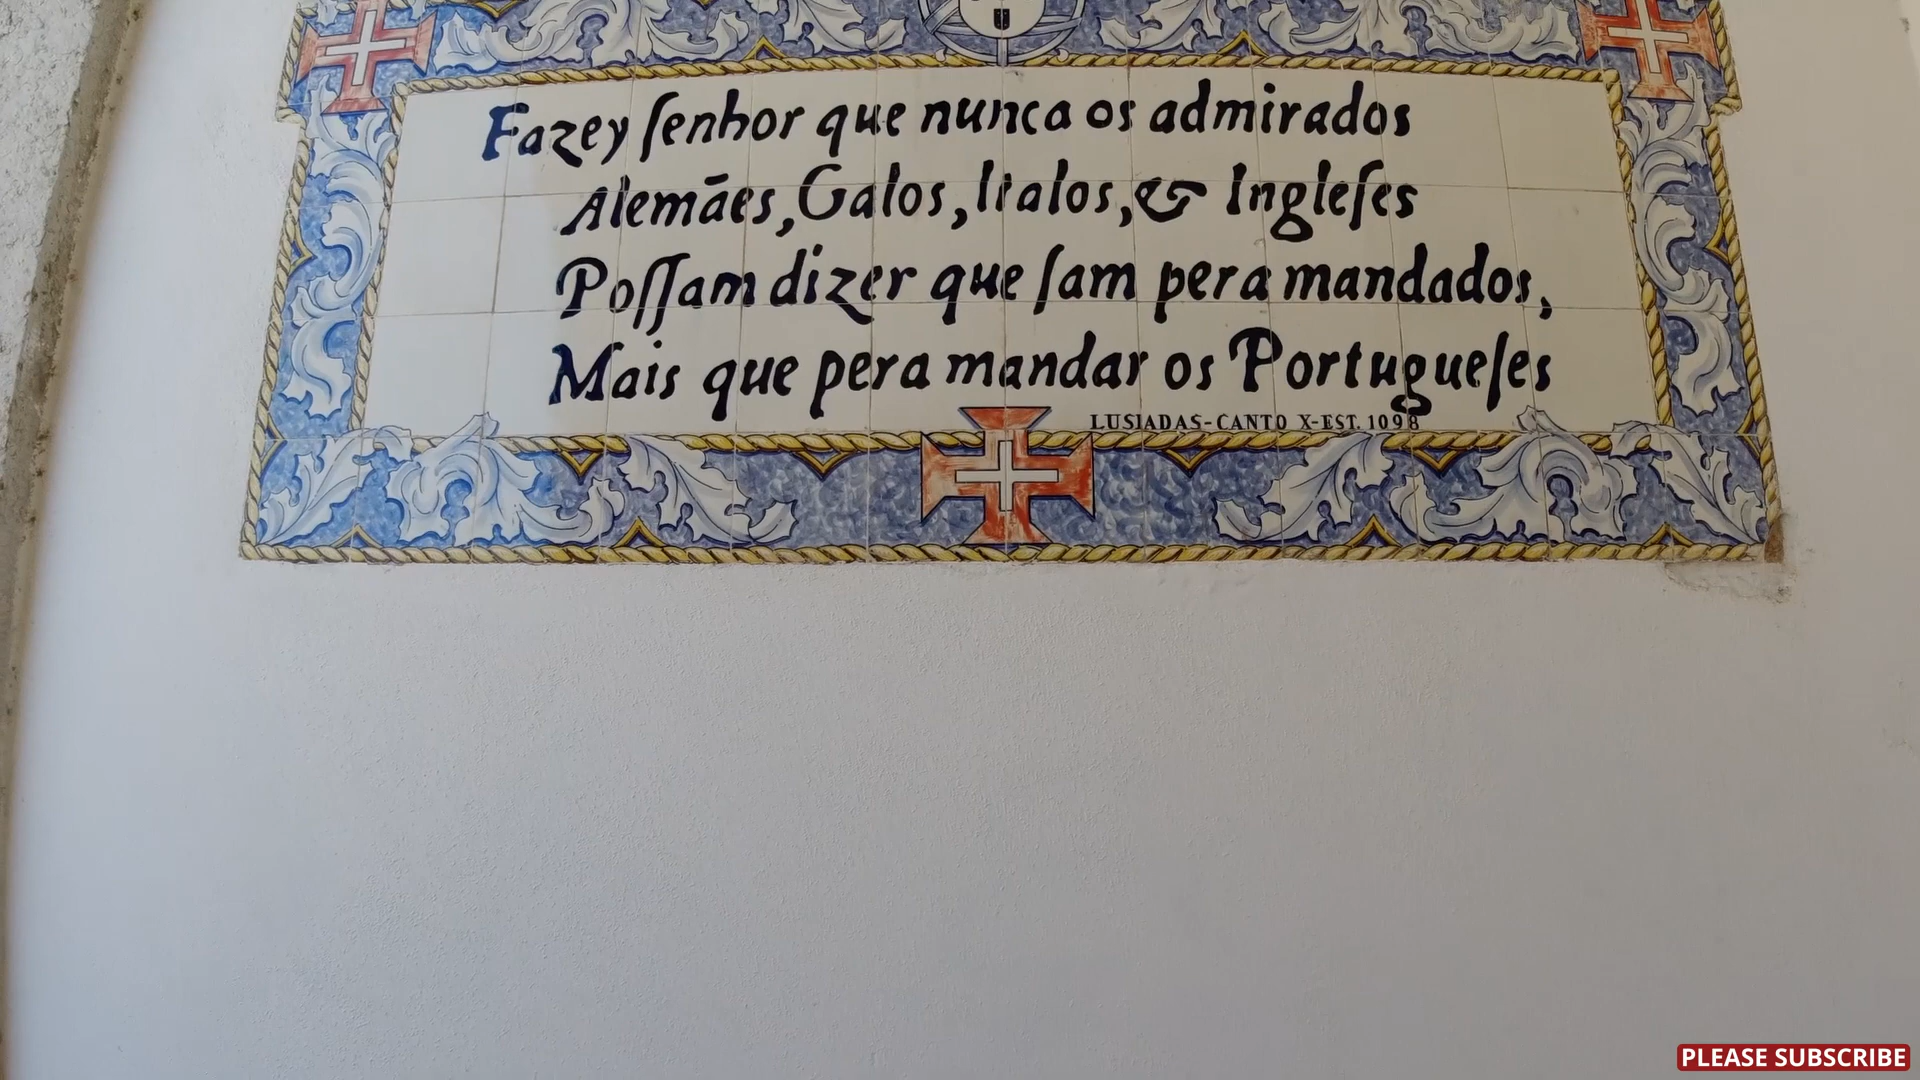 Fazey ſenhor que nunca os admirados
Alemães, Galos, Italos, & Ingleſes
Poſſam dizer que ſam pera mandados,
Mais que pera mandar os Portugueſes
LUSIADAS-CANTO X-EST. 1098
PLEASE SUBSCRIBE